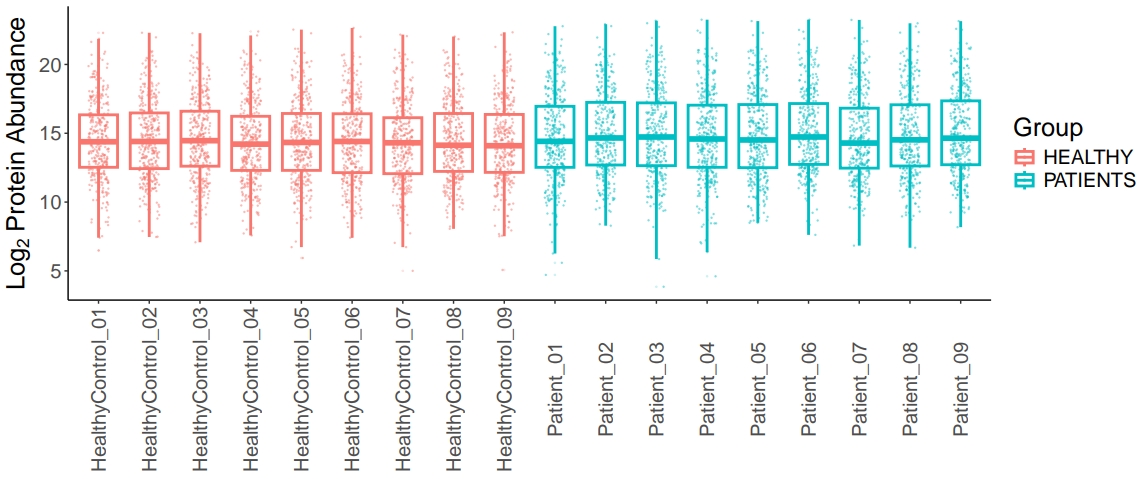 Log2 Protein Abundance
20
15
10
5
HealthyControl_01
HealthyControl_02
HealthyControl_03
HealthyControl_04
HealthyControl_05
HealthyControl_06
HealthyControl_07
HealthyControl_08
HealthyControl_09
Patient_01
Patient_02
Patient_03
Patient_04
Patient_05
Patient_06
Patient_07
Patient_08
Patient_09
Group
HEALTHY
PATIENTS